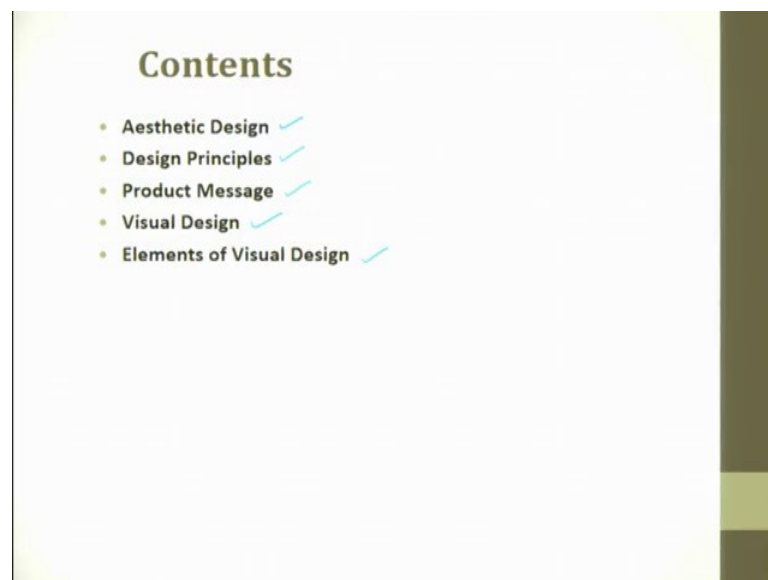 Contents
• Aesthetic Design
• Design Principles
• Product Message
• Visual Design
• Elements of Visual Design